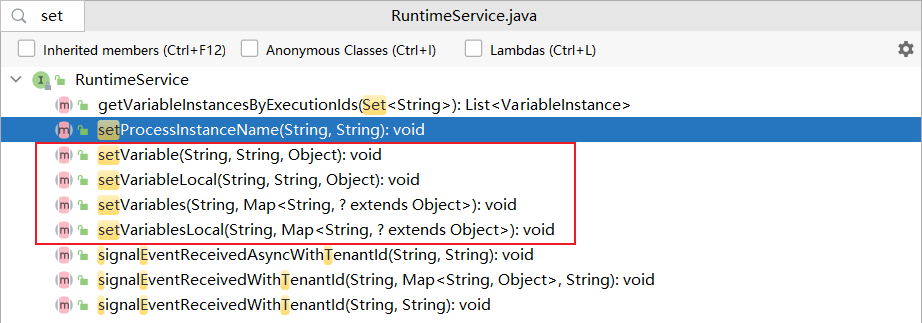 set
RuntimeService.java
Inherited members (Ctrl+F12)
Anonymous Classes (Ctrl+I)
Lambdas (Ctrl+L)
I RuntimeService
m getVariableInstancesByExecutionIds(Set<String>): List<VariableInstance>
m setProcessInstanceName(String, String): void
m setVariable(String, String, Object): void
m setVariableLocal(String, String, Object): void
m setVariables(String, Map<String, ? extends Object>): void
m setVariablesLocal(String, Map<String, ? extends Object>): void
m signalEventReceivedAsyncWithTenantId(String, String): void
m signalEventReceivedWithTenantId(String, Map<String, Object>, String): void
m signalEventReceivedWithTenantId(String, String): void